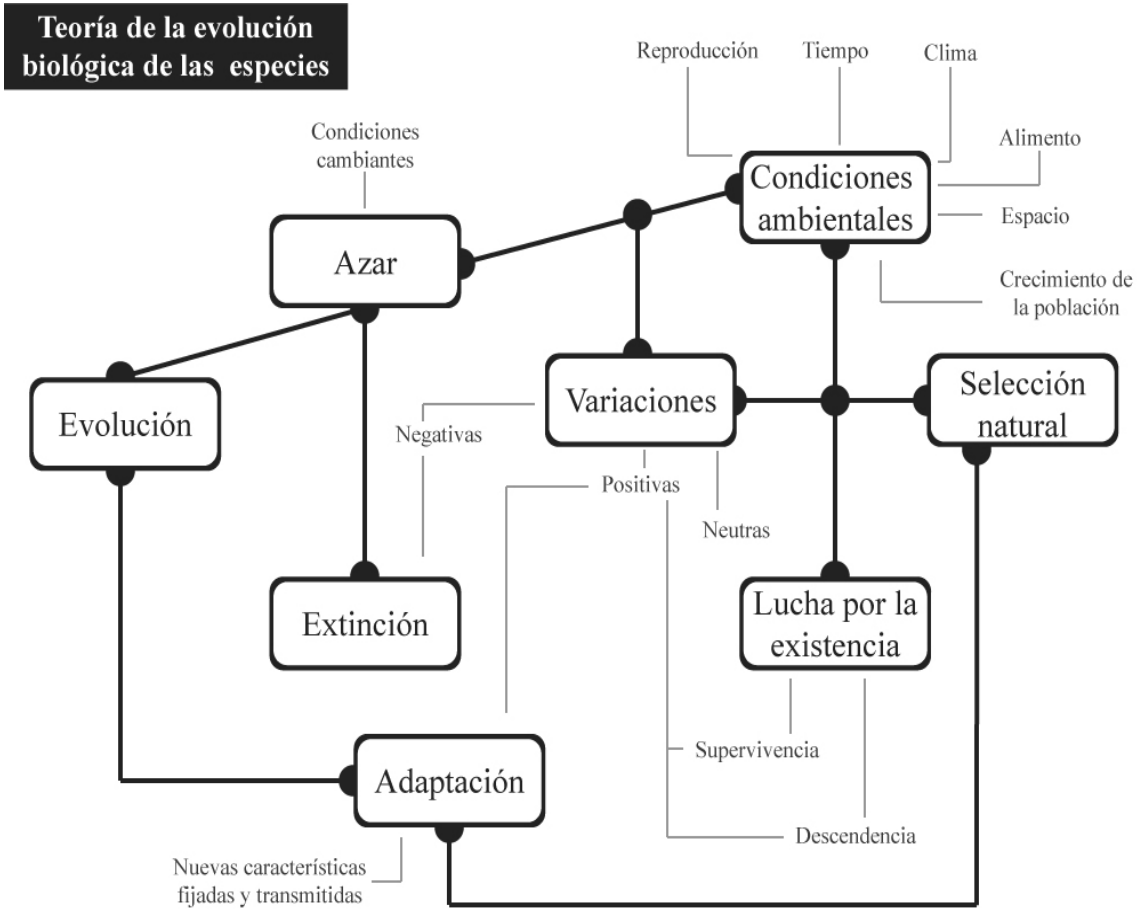 Teoría de la evolución
biológica de las especies
Reproducción
Tiempo
Clima
Condiciones
cambiantes
Alimento
Condiciones
ambientales
Espacio
Azar
Crecimiento de
la población
Evolución
Variaciones
Selección
natural
Negativas
Positivas
Neutras
Extinción
Lucha por la
existencia
Supervivencia
Adaptación
Descendencia
Nuevas características
fijadas y transmitidas